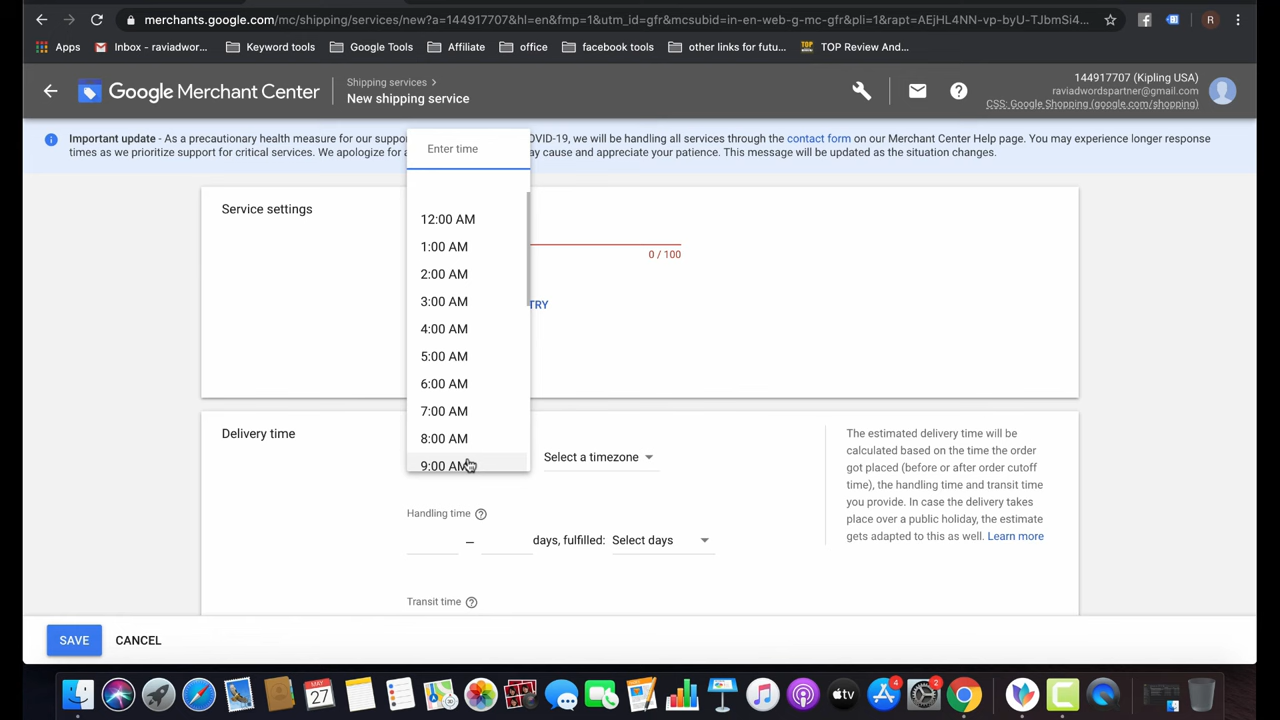 merchants.google.com/mc/shipping/services/new?a=144917707&hl=en&fmp=1&utm_id=gfr&mcsubid=in-en-web-g-mc-gfr&pli=1&rapt=AEjHL4NN-vp-byU-TJbmSi4...
R
Apps
Inbox - raviadwor...
Keyword tools
Google Tools
Affiliate
office
facebook tools
other links for futu...
TOP Review And...
Google Merchant Center
Shipping services >
New shipping service
144917707 (Kipling USA)
raviadwordspartner@gmail.com
CSS: Google Shopping (google.com/shopping)
Important update - As a precautionary health measure for our suppo OVID-19, we will be handling all services through the contact form on our Merchant Center Help page. You may experience longer response
times as we prioritize support for critical services. We apologize for a ay cause and appreciate your patience. This message will be updated as the situation changes.
Enter time
12:00 AM
1:00 AM
2:00 AM
3:00 AM
4:00 AM
5:00 AM
6:00 AM
7:00 AM
8:00 AM
9:00 AM
Service settings
0 / 100
TRY
Delivery time
Select a timezone
The estimated delivery time will be
calculated based on the time the order
got placed (before or after order cutoff
time), the handling time and transit time
you provide. In case the delivery takes
place over a public holiday, the estimate
gets adapted to this as well. Learn more
Handling time
– days, fulfilled: Select days
Transit time
SAVE
CANCEL
MAY
27
tv
4
2